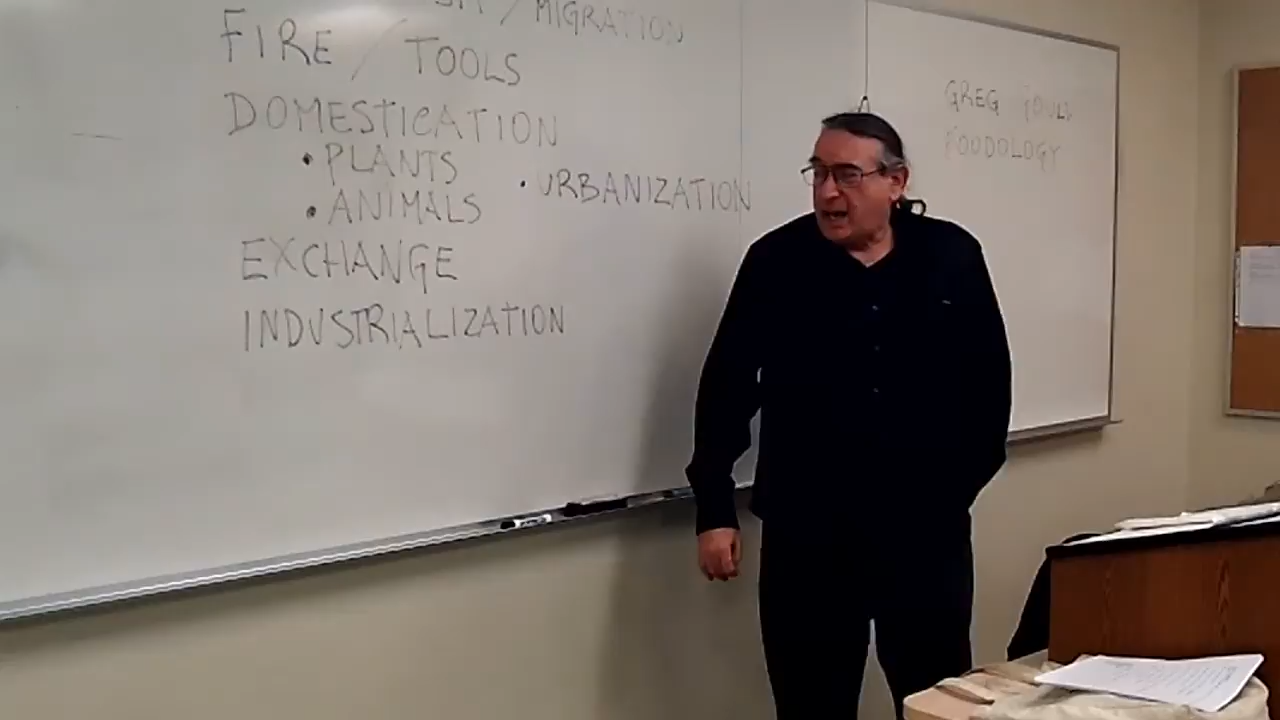 / MIGRATION
FIRE / TOOLS
DOMESTICATION
• PLANTS
• ANIMALS
• URBANIZATION
EXCHANGE
INDUSTRIALIZATION
GREG
FOODOLOGY